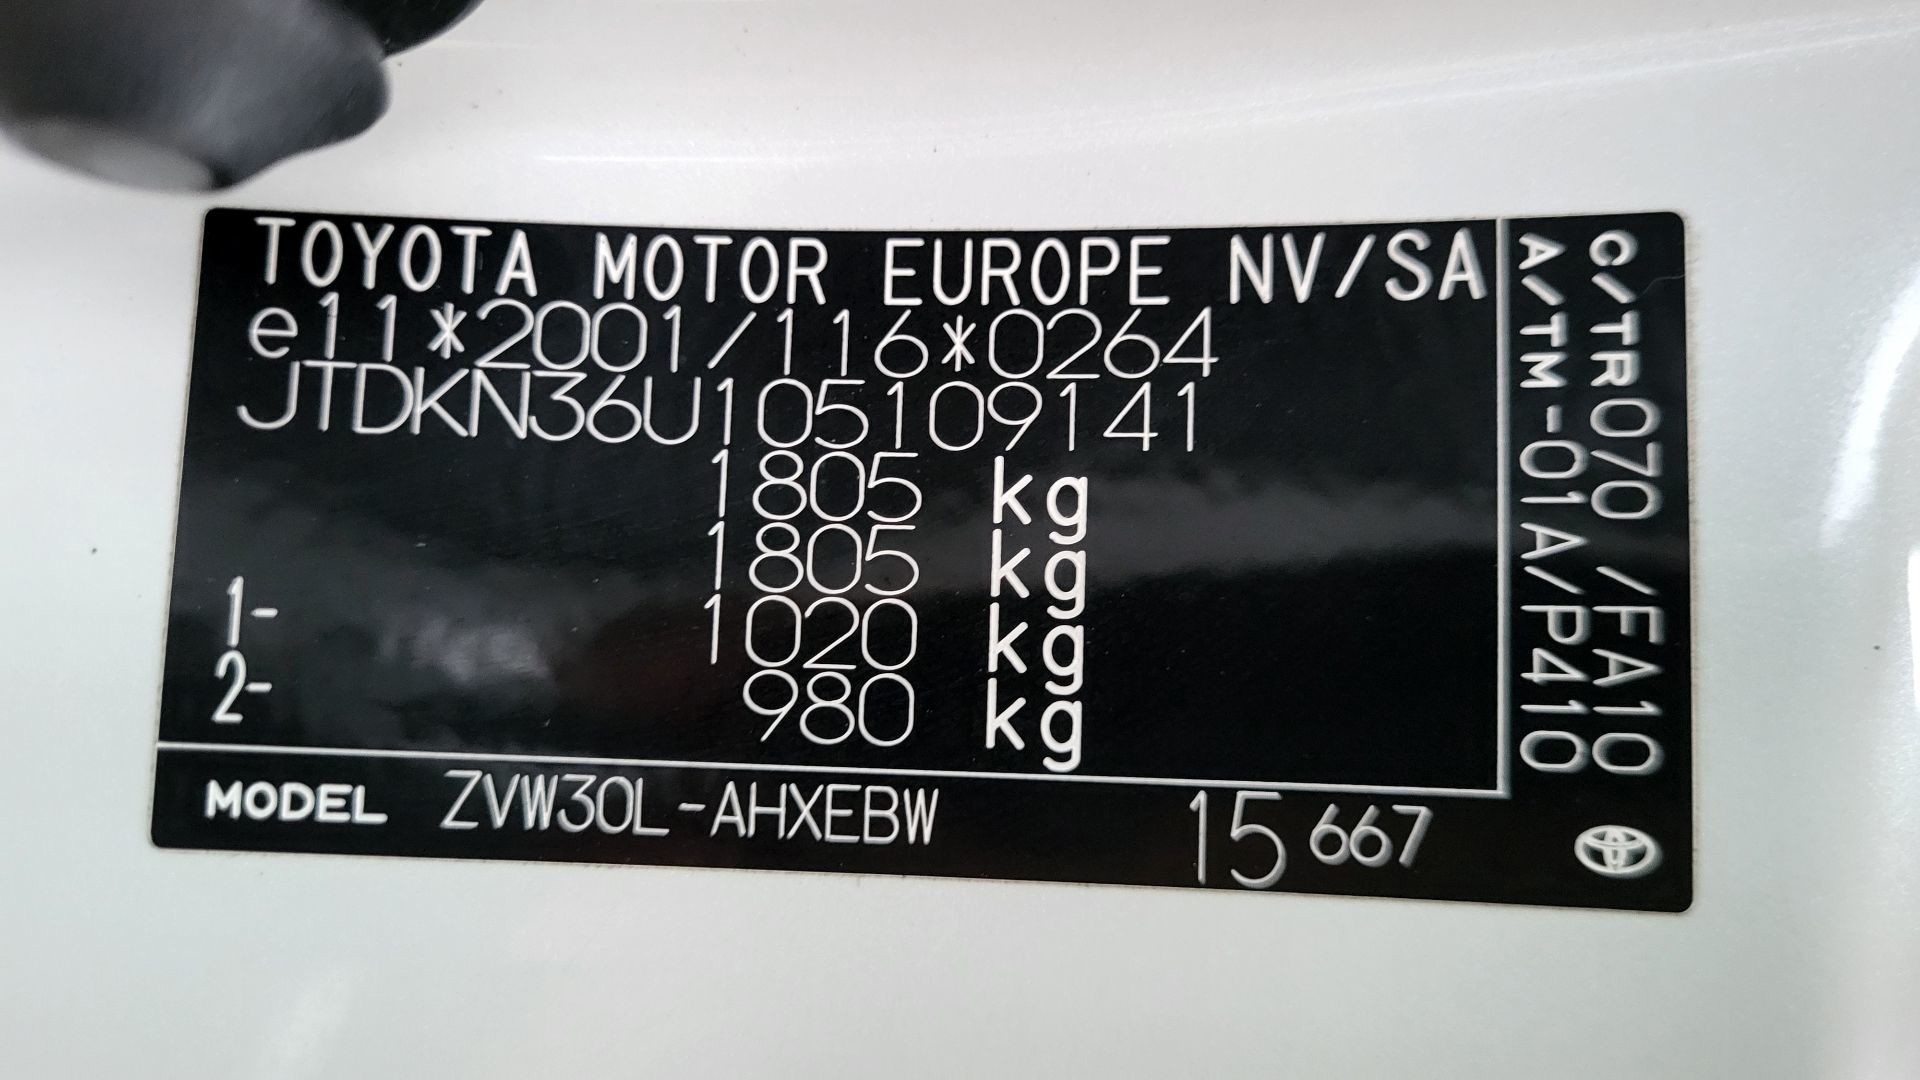 TOYOTA MOTOR EUROPE NV/SA
e11*2001/116*0264
JTDKN36U105109141
1805 kg
1805 kg
1- 1020 kg
2- 980 kg
MODEL ZVW30L-AHXEBW 15 667
C/TR070 /FA10
A/TM-01A/P410